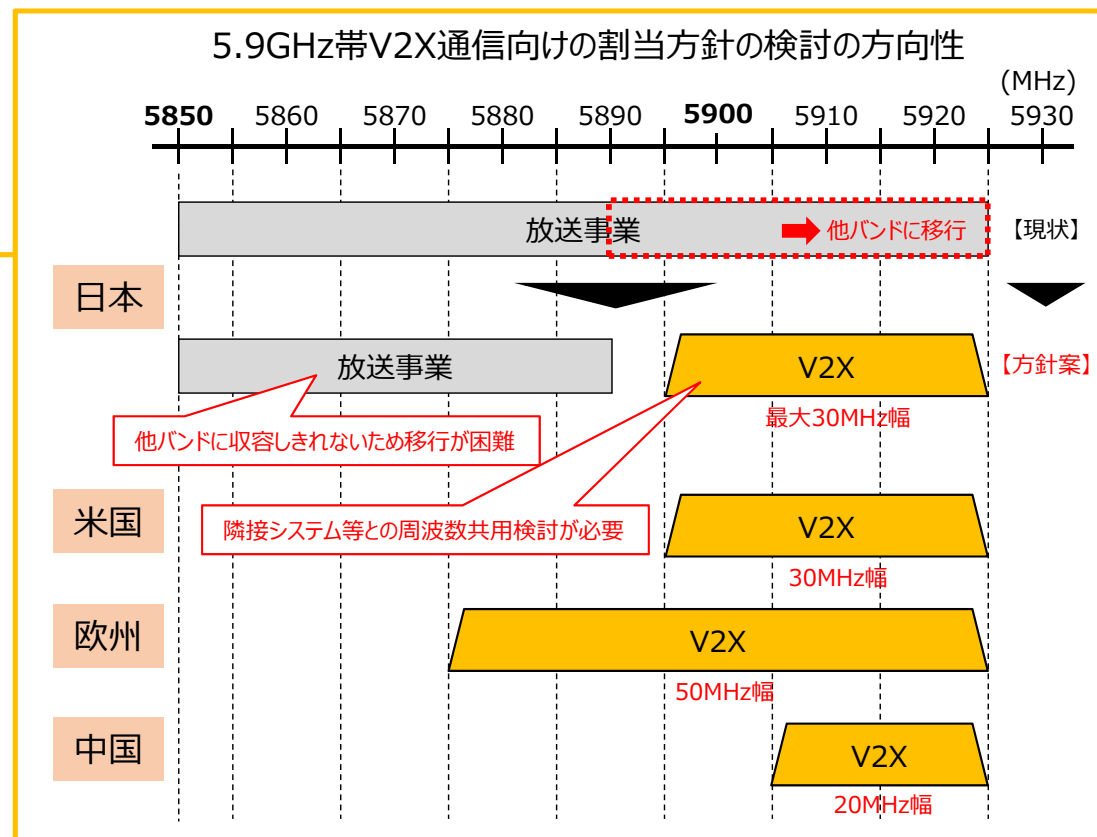 5.9GHz帯V2X通信向けの割当方針の検討の方向性
(MHz)
5850 5860 5870 5880 5890 5900 5910 5920 5930
放送事業 他バンドに移行 【現状】
日本
放送事業 V2X 【方針案】
最大30MHz幅
他バンドに収容しきれないため移行が困難
米国
隣接システム等との周波数共用検討が必要
V2X
30MHz幅
欧州
V2X
50MHz幅
中国
V2X
20MHz幅